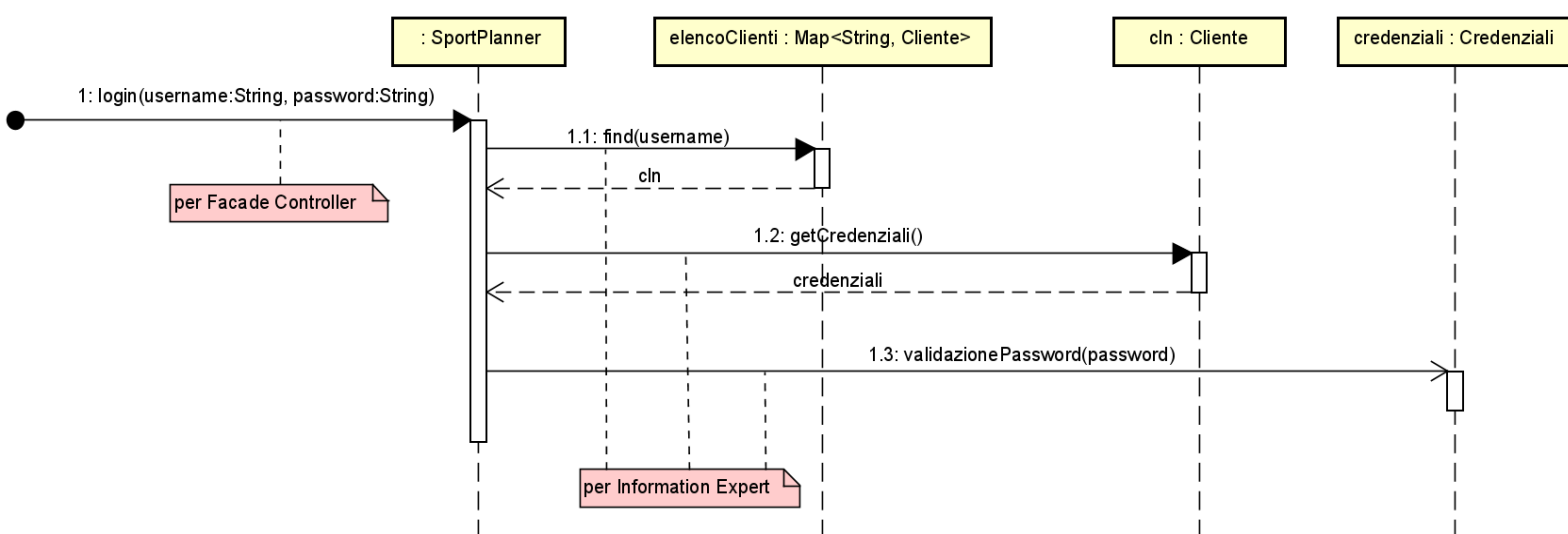 : SportPlanner
elencoClienti : Map<String, Cliente>
cln : Cliente
credenziali : Credenziali
1: login(username:String, password:String)
1.1: find(username)
cln
per Facade Controller
1.2: getCredenziali()
credenziali
1.3: validazionePassword(password)
per Information Expert